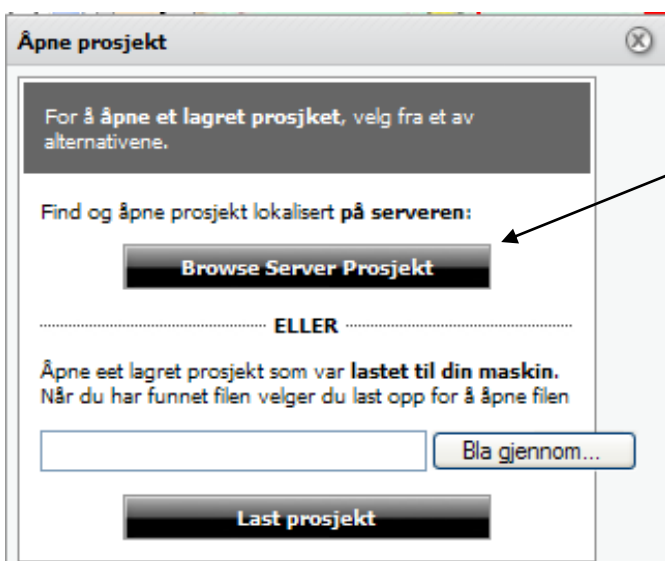 Åpne prosjekt
For å åpne et lagret prosjket, velg fra et av
alternativene.
Find og åpne prosjekt lokalisert på serveren:
Browse Server Prosjekt
ELLER
Åpne eet lagret prosjekt som var lastet til din maskin.
Når du har funnet filen velger du last opp for å åpne filen
Bla gjennom...
Last prosjekt